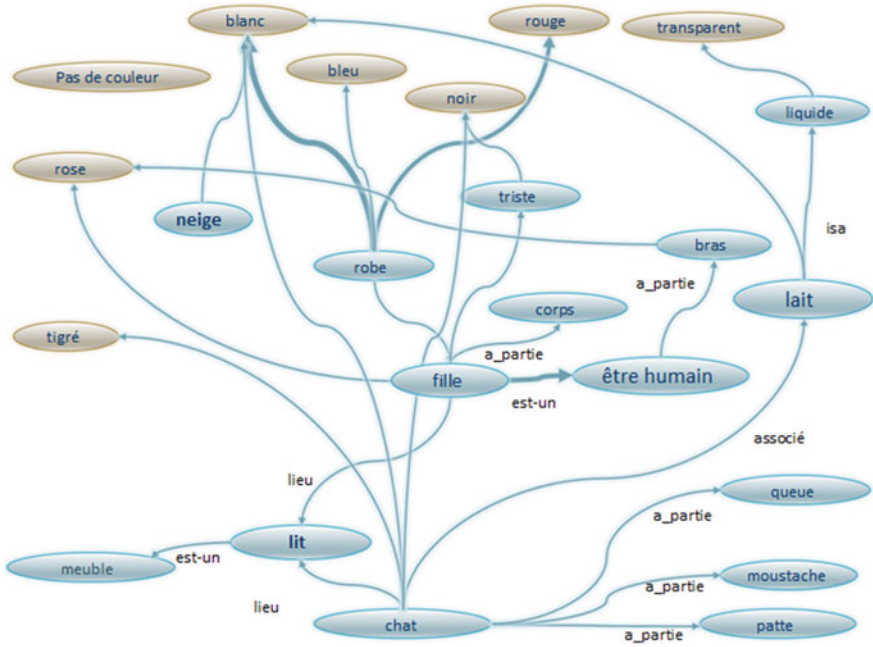 blanc
rouge
transparent
Pas de couleur
bleu
noir
liquide
rose
triste
neige
isa
bras
robe
a_partie
lait
corps
tigré
a_partie
fille
être humain
est-un
associé
lieu
queue
a_partie
lit
est-un
meuble
moustache
a_partie
lieu
chat
patte
a_partie